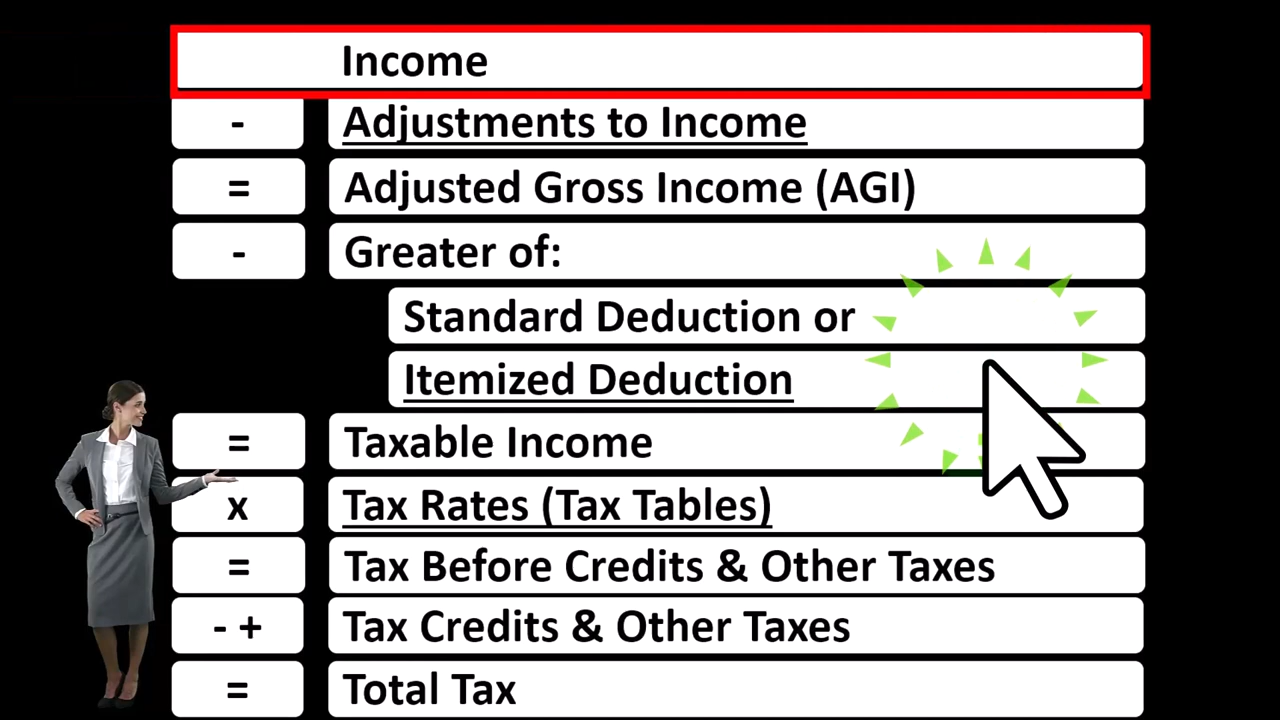 Income
- Adjustments to Income
= Adjusted Gross Income (AGI)
- Greater of:
Standard Deduction or
Itemized Deduction
= Taxable Income
x Tax Rates (Tax Tables)
= Tax Before Credits & Other Taxes
- + Tax Credits & Other Taxes
= Total Tax